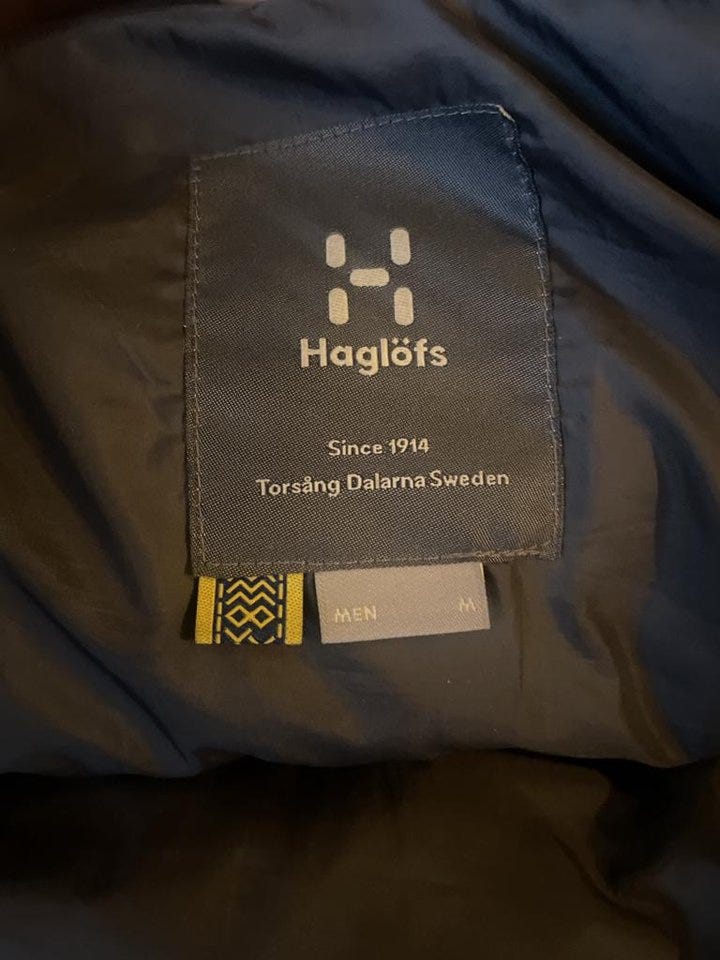 Haglöfs
Since 1914
Torsång Dalarna Sweden
MEN M